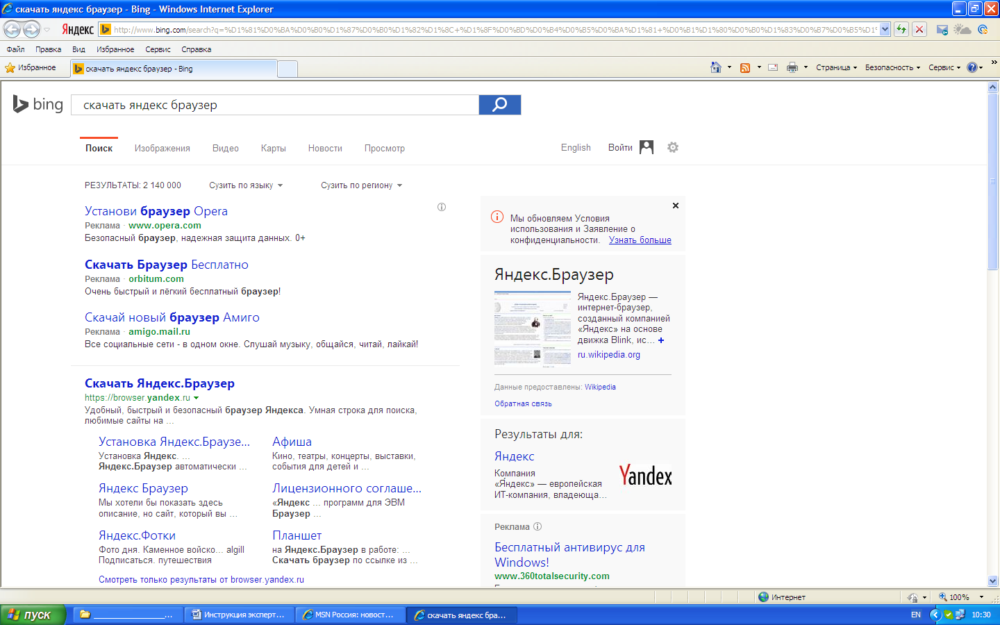 скачать яндекс браузер - Bing - Windows Internet Explorer
Яндекс
http://www.bing.com/search?q=%D1%81%D0%BA%D0%B0%D1%87%D0%B0%D1%82%D1%8C+%D1%8F%D0%BD%D0%B4%D0%B5%D0%BA%D1%81+%D0%B1%D1%80%D0%B0%D1%83%D0%B7%D0%B5%D1%
Файл Правка Вид Избранное Сервис Справка
Избранное
скачать яндекс браузер - Bing
Страница Безопасность Сервис
bing
скачать яндекс браузер
Поиск Изображения Видео Карты Новости Просмотр
English Войти
РЕЗУЛЬТАТЫ: 2 140 000 Сузить по языку Сузить по региону
Установи браузер Opera
Реклама · www.opera.com
Безопасный браузер, надежная защита данных. 0+
Скачать Браузер Бесплатно
Реклама · orbitum.com
Очень быстрый и лёгкий бесплатный браузер!
Скачай новый браузер Амиго
Реклама · amigo.mail.ru
Все социальные сети - в одном окне. Слушай музыку, общайся, читай, лайкай!
Скачать Яндекс.Браузер
https://browser.yandex.ru
Удобный, быстрый и безопасный браузер Яндекса. Умная строка для поиска,
любимые сайты на ...
Установка Яндекс.Браузе...
Установка Яндекс. ...
Яндекс.Браузер автоматически ...
Афиша
Кино, театры, концерты, выставки,
события для детей и ...
Яндекс Браузер
Мы хотели бы показать здесь
описание, но сайт, который вы ...
Лицензионного соглаше...
«Яндекс ... программ для ЭВМ
Браузер ...
Яндекс.Фотки
Фото дня. Каменное войско... algill
Подписаться. путешествия
Планшет
на Яндекс.Браузер в работе: ...
Скачать браузер по ссылке из ...
Смотреть только результаты от browser.yandex.ru
Мы обновляем Условия
использования и Заявление о
конфиденциальности. Узнать больше
Яндекс.Браузер
Яндекс.Браузер —
интернет-браузер,
созданный компанией
«Яндекс» на основе
движка Blink, ис... +
ru.wikipedia.org
Данные предоставлены: Wikipedia
Обратная связь
Результаты для:
Яндекс
Компания
«Яндекс» — европейская
ИТ-компания, владеюща...
Yandex
Реклама
Бесплатный антивирус для
Windows!
www.360totalsecurity.com
Интернет
100%
пуск
Инструкция эксперт...
MSN Россия: новост...
скачать яндекс бра...
EN
10:30